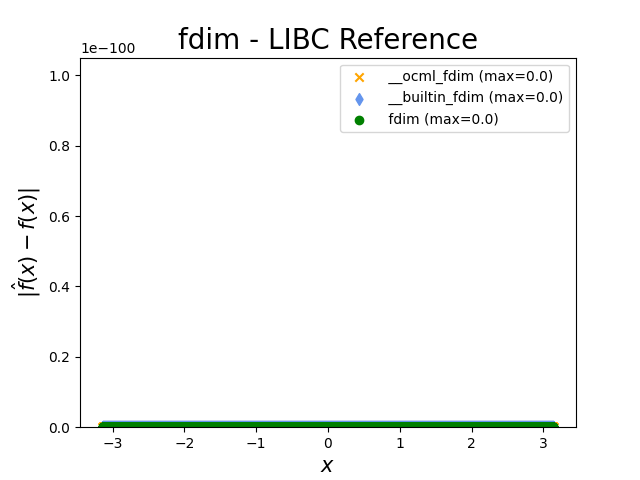 fdim - LIBC Reference
1e−100
__ocml_fdim (max=0.0)
__builtin_fdim (max=0.0)
fdim (max=0.0)
1.0
0.8
0.6
0.4
0.2
0.0
|f̂(x) − f(x)|
−3 −2 −1 0 1 2 3
x